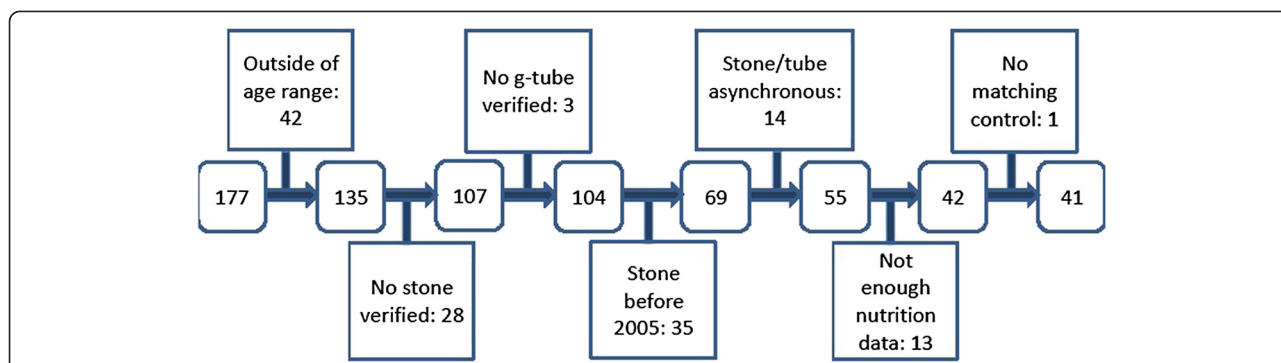 Outside of
age range:
42
No g-tube
verified: 3
Stone/tube
asynchronous:
14
No
matching
control: 1
177
135
107
104
69
55
42
41
No stone
verified: 28
Stone
before
2005: 35
Not
enough
nutrition
data: 13